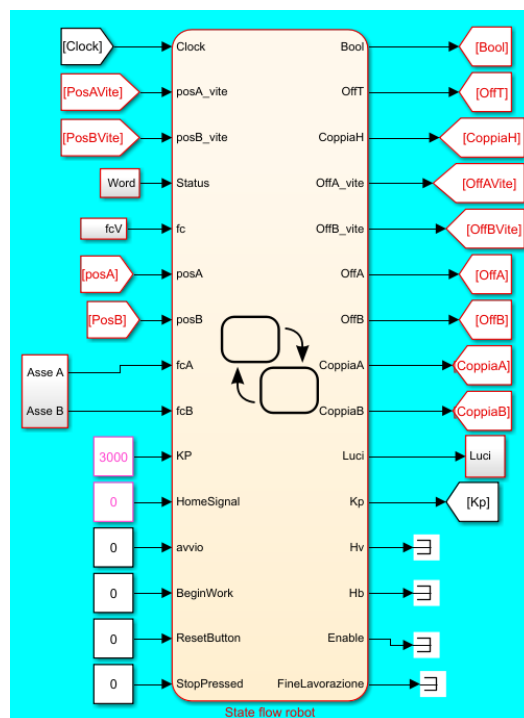 [Clock] Clock Bool [Bool]
[PosAVite] posA_vite OffT [OffT]
[PosBVite] posB_vite CoppiaH [CoppiaH]
Word Status OffA_vite [OffAVite]
fcV fc OffB_vite [OffBVite]
[posA] posA OffA [OffA]
[PosB] posB OffB [OffB]
Asse A fcA CoppiaA [CoppiaA]
Asse B fcB CoppiaB [CoppiaB]
3000 KP Luci Luci
0 HomeSignal Kp [Kp]
0 avvio Hv
0 BeginWork Hb
0 ResetButton Enable
0 StopPressed FineLavorazione
State flow robot